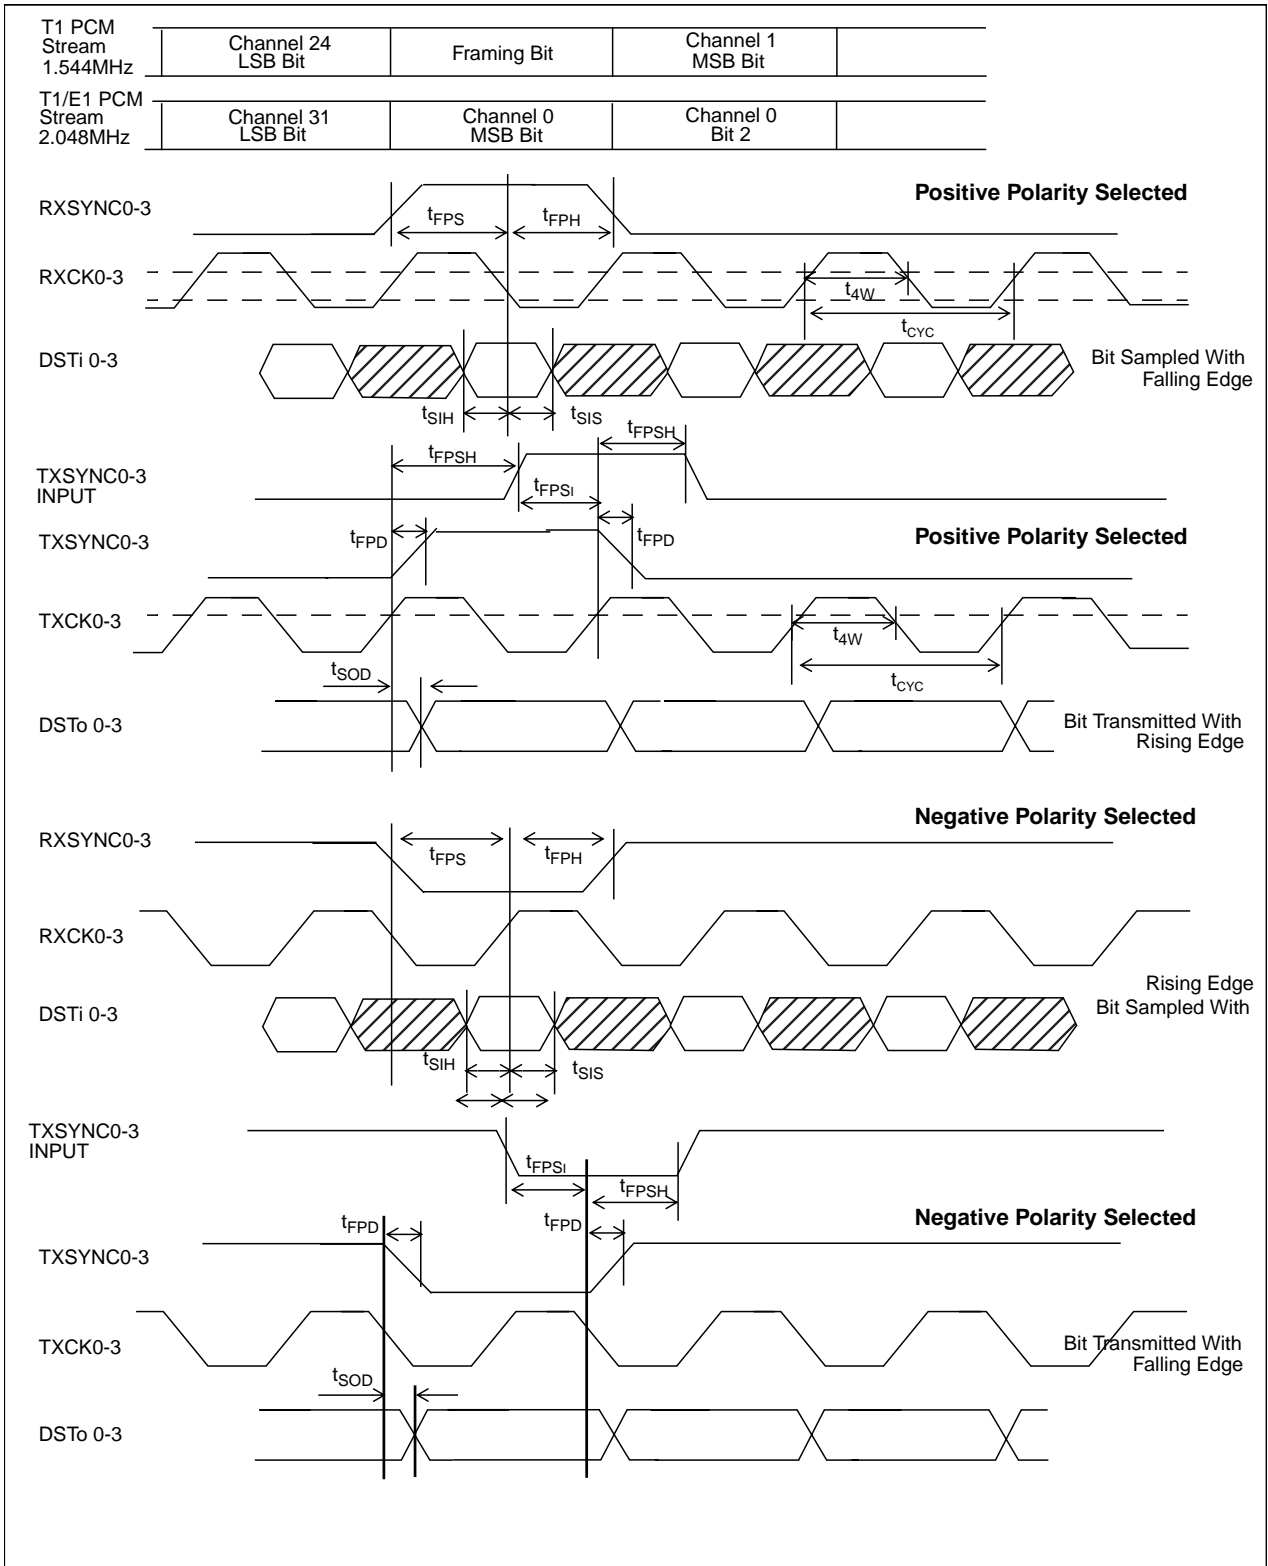 T1 PCM
Stream
1.544MHz
Channel 24
LSB Bit
Framing Bit
Channel 1
MSB Bit
T1/E1 PCM
Stream
2.048MHz
Channel 31
LSB Bit
Channel 0
MSB Bit
Channel 0
Bit 2
Positive Polarity Selected
RXSYNC0-3
tFPS
tFPH
RXCK0-3
t4W
tCYC
DSTi 0-3
Bit Sampled With
Falling Edge
tSIH
tSIS
tFPSH
tFPSH
TXSYNC0-3
INPUT
tFPSI
TXSYNC0-3
tFPD
tFPD
Positive Polarity Selected
TXCK0-3
t4W
tSOD
tCYC
DSTo 0-3
Bit Transmitted With
Rising Edge
Negative Polarity Selected
RXSYNC0-3
tFPS
tFPH
RXCK0-3
Rising Edge
DSTi 0-3
Bit Sampled With
tSIH
tSIS
TXSYNC0-3
INPUT
tFPSI
tFPSH
tFPD
tFPD
Negative Polarity Selected
TXSYNC0-3
TXCK0-3
Bit Transmitted With
Falling Edge
tSOD
DSTo 0-3